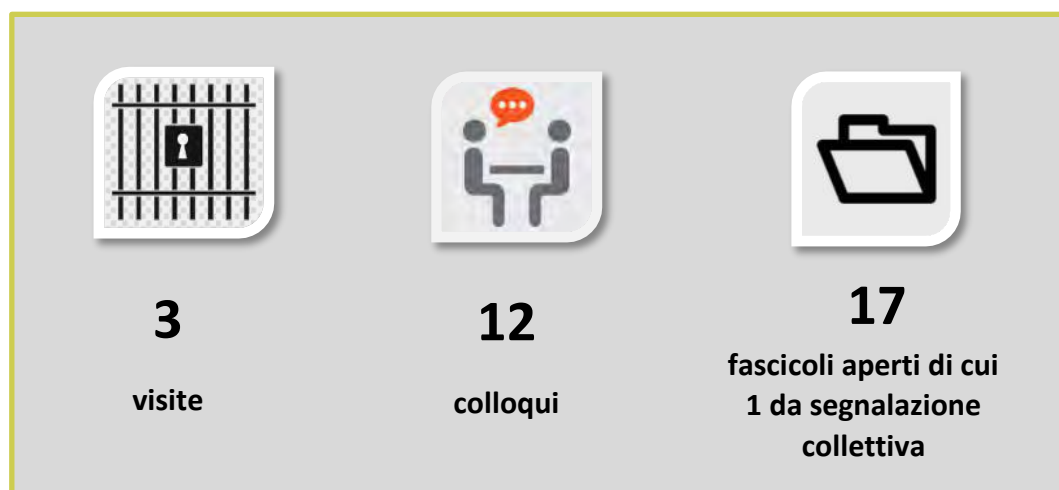 3
visite
12
colloqui
17
fascicoli aperti di cui
1 da segnalazione
collettiva